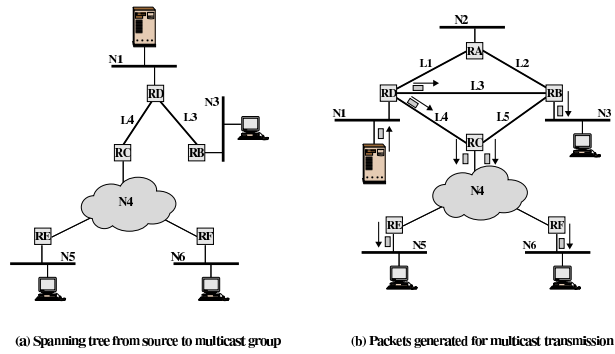 N1
RD
N3
L4
L3
RC
RB
N4
RE
RF
N5
N6
(a) Spanning tree from source to multicast group
N2
RA
L1
L2
L3
RD
RB
N1
L4
L5
N3
RC
N4
RE
RF
N5
N6
(b) Packets generated for multicast transmission